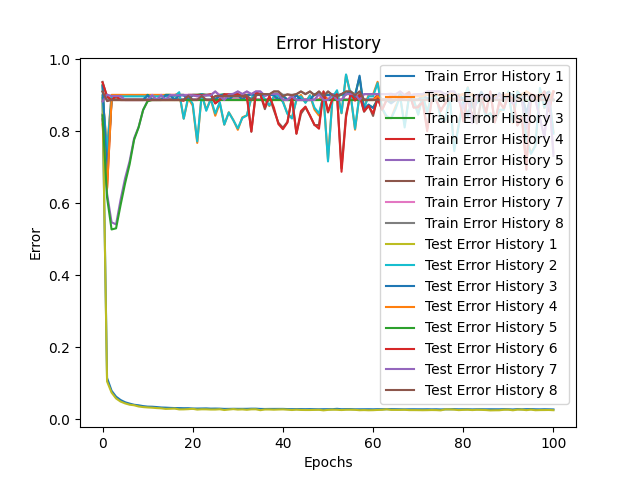 Error History
1.0
0.8
0.6
0.4
0.2
0.0
Error
0
20
40
60
80
100
Epochs
Train Error History 1
Train Error History 2
Train Error History 3
Train Error History 4
Train Error History 5
Train Error History 6
Train Error History 7
Train Error History 8
Test Error History 1
Test Error History 2
Test Error History 3
Test Error History 4
Test Error History 5
Test Error History 6
Test Error History 7
Test Error History 8